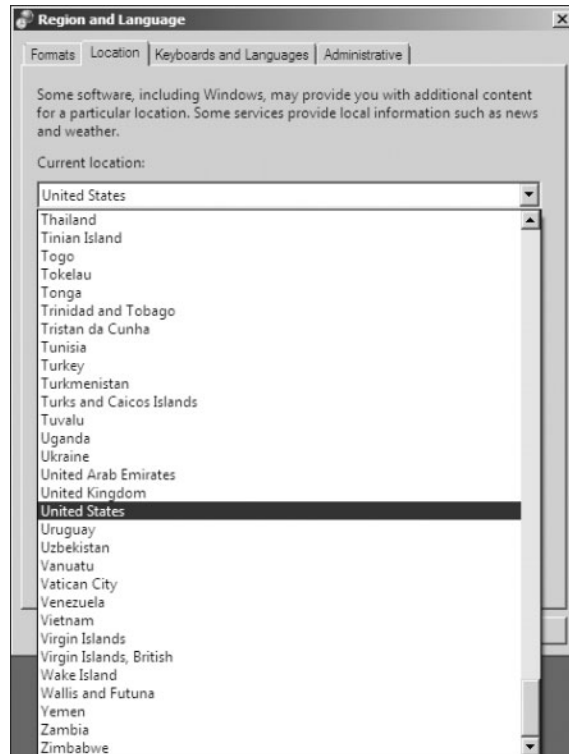 Region and Language
Formats
Location
Keyboards and Languages
Administrative
Some software, including Windows, may provide you with additional content
for a particular location. Some services provide local information such as news
and weather.
Current location:
United States
Thailand
Tinian Island
Togo
Tokelau
Tonga
Trinidad and Tobago
Tristan da Cunha
Tunisia
Turkey
Turkmenistan
Turks and Caicos Islands
Tuvalu
Uganda
Ukraine
United Arab Emirates
United Kingdom
United States
Uruguay
Uzbekistan
Vanuatu
Vatican City
Venezuela
Vietnam
Virgin Islands
Virgin Islands, British
Wake Island
Wallis and Futuna
Yemen
Zambia
Zimbabwe